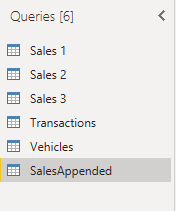 Queries [6]
Sales 1
Sales 2
Sales 3
Transactions
Vehicles
SalesAppended